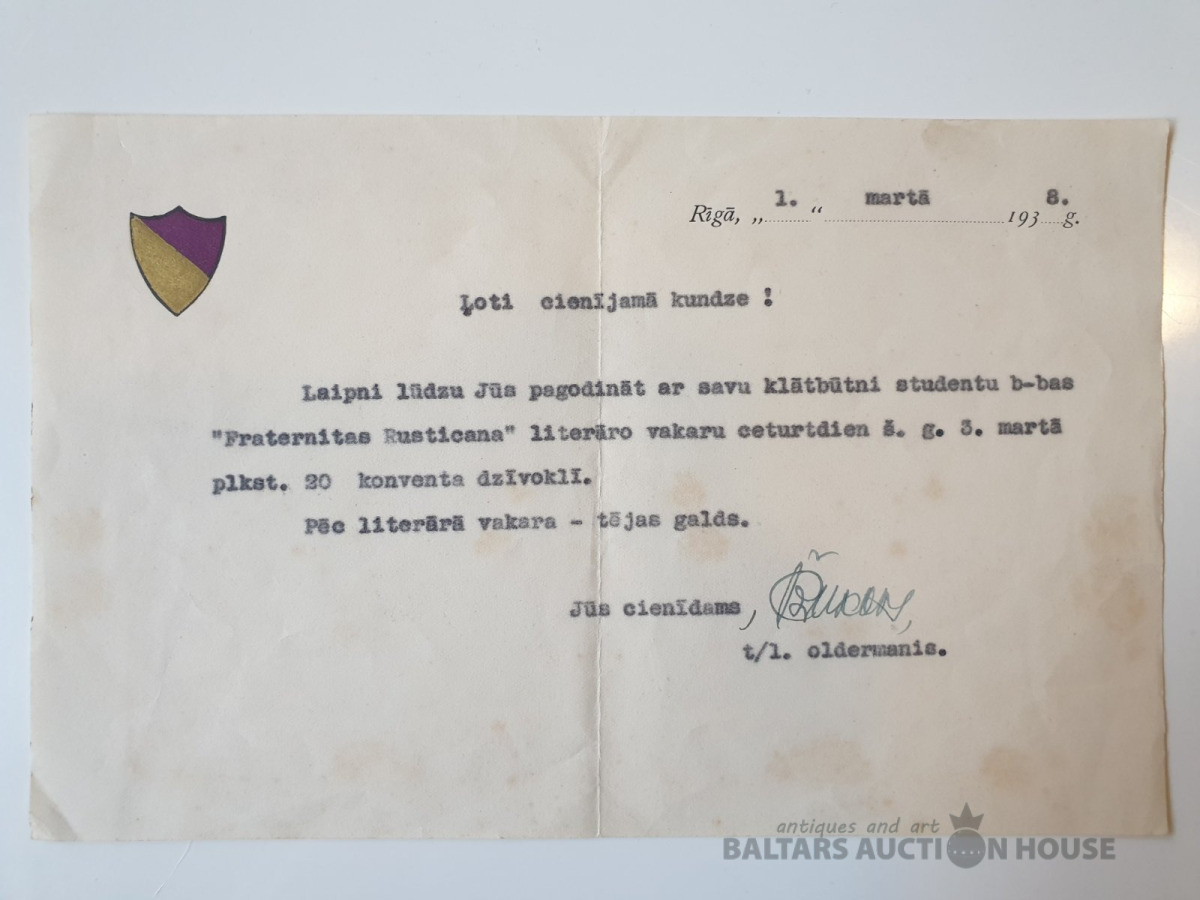 Rīgā, „ 1. “ martā 193 8. g.
Ļoti cienījamā kundze !
Laipni lūdzu Jūs pagodināt ar savu klātbūtni studentu b-bas
"Fraternitas Rusticana" literāro vakaru ceturtdien š. g. 3. martā
plkst. 20 konventa dzīvoklī.
Pēc literārā vakara - tējas galds.
Jūs cienīdams,
t/l. oldermanis.
antiques and art
BALTARS AUCTION HOUSE